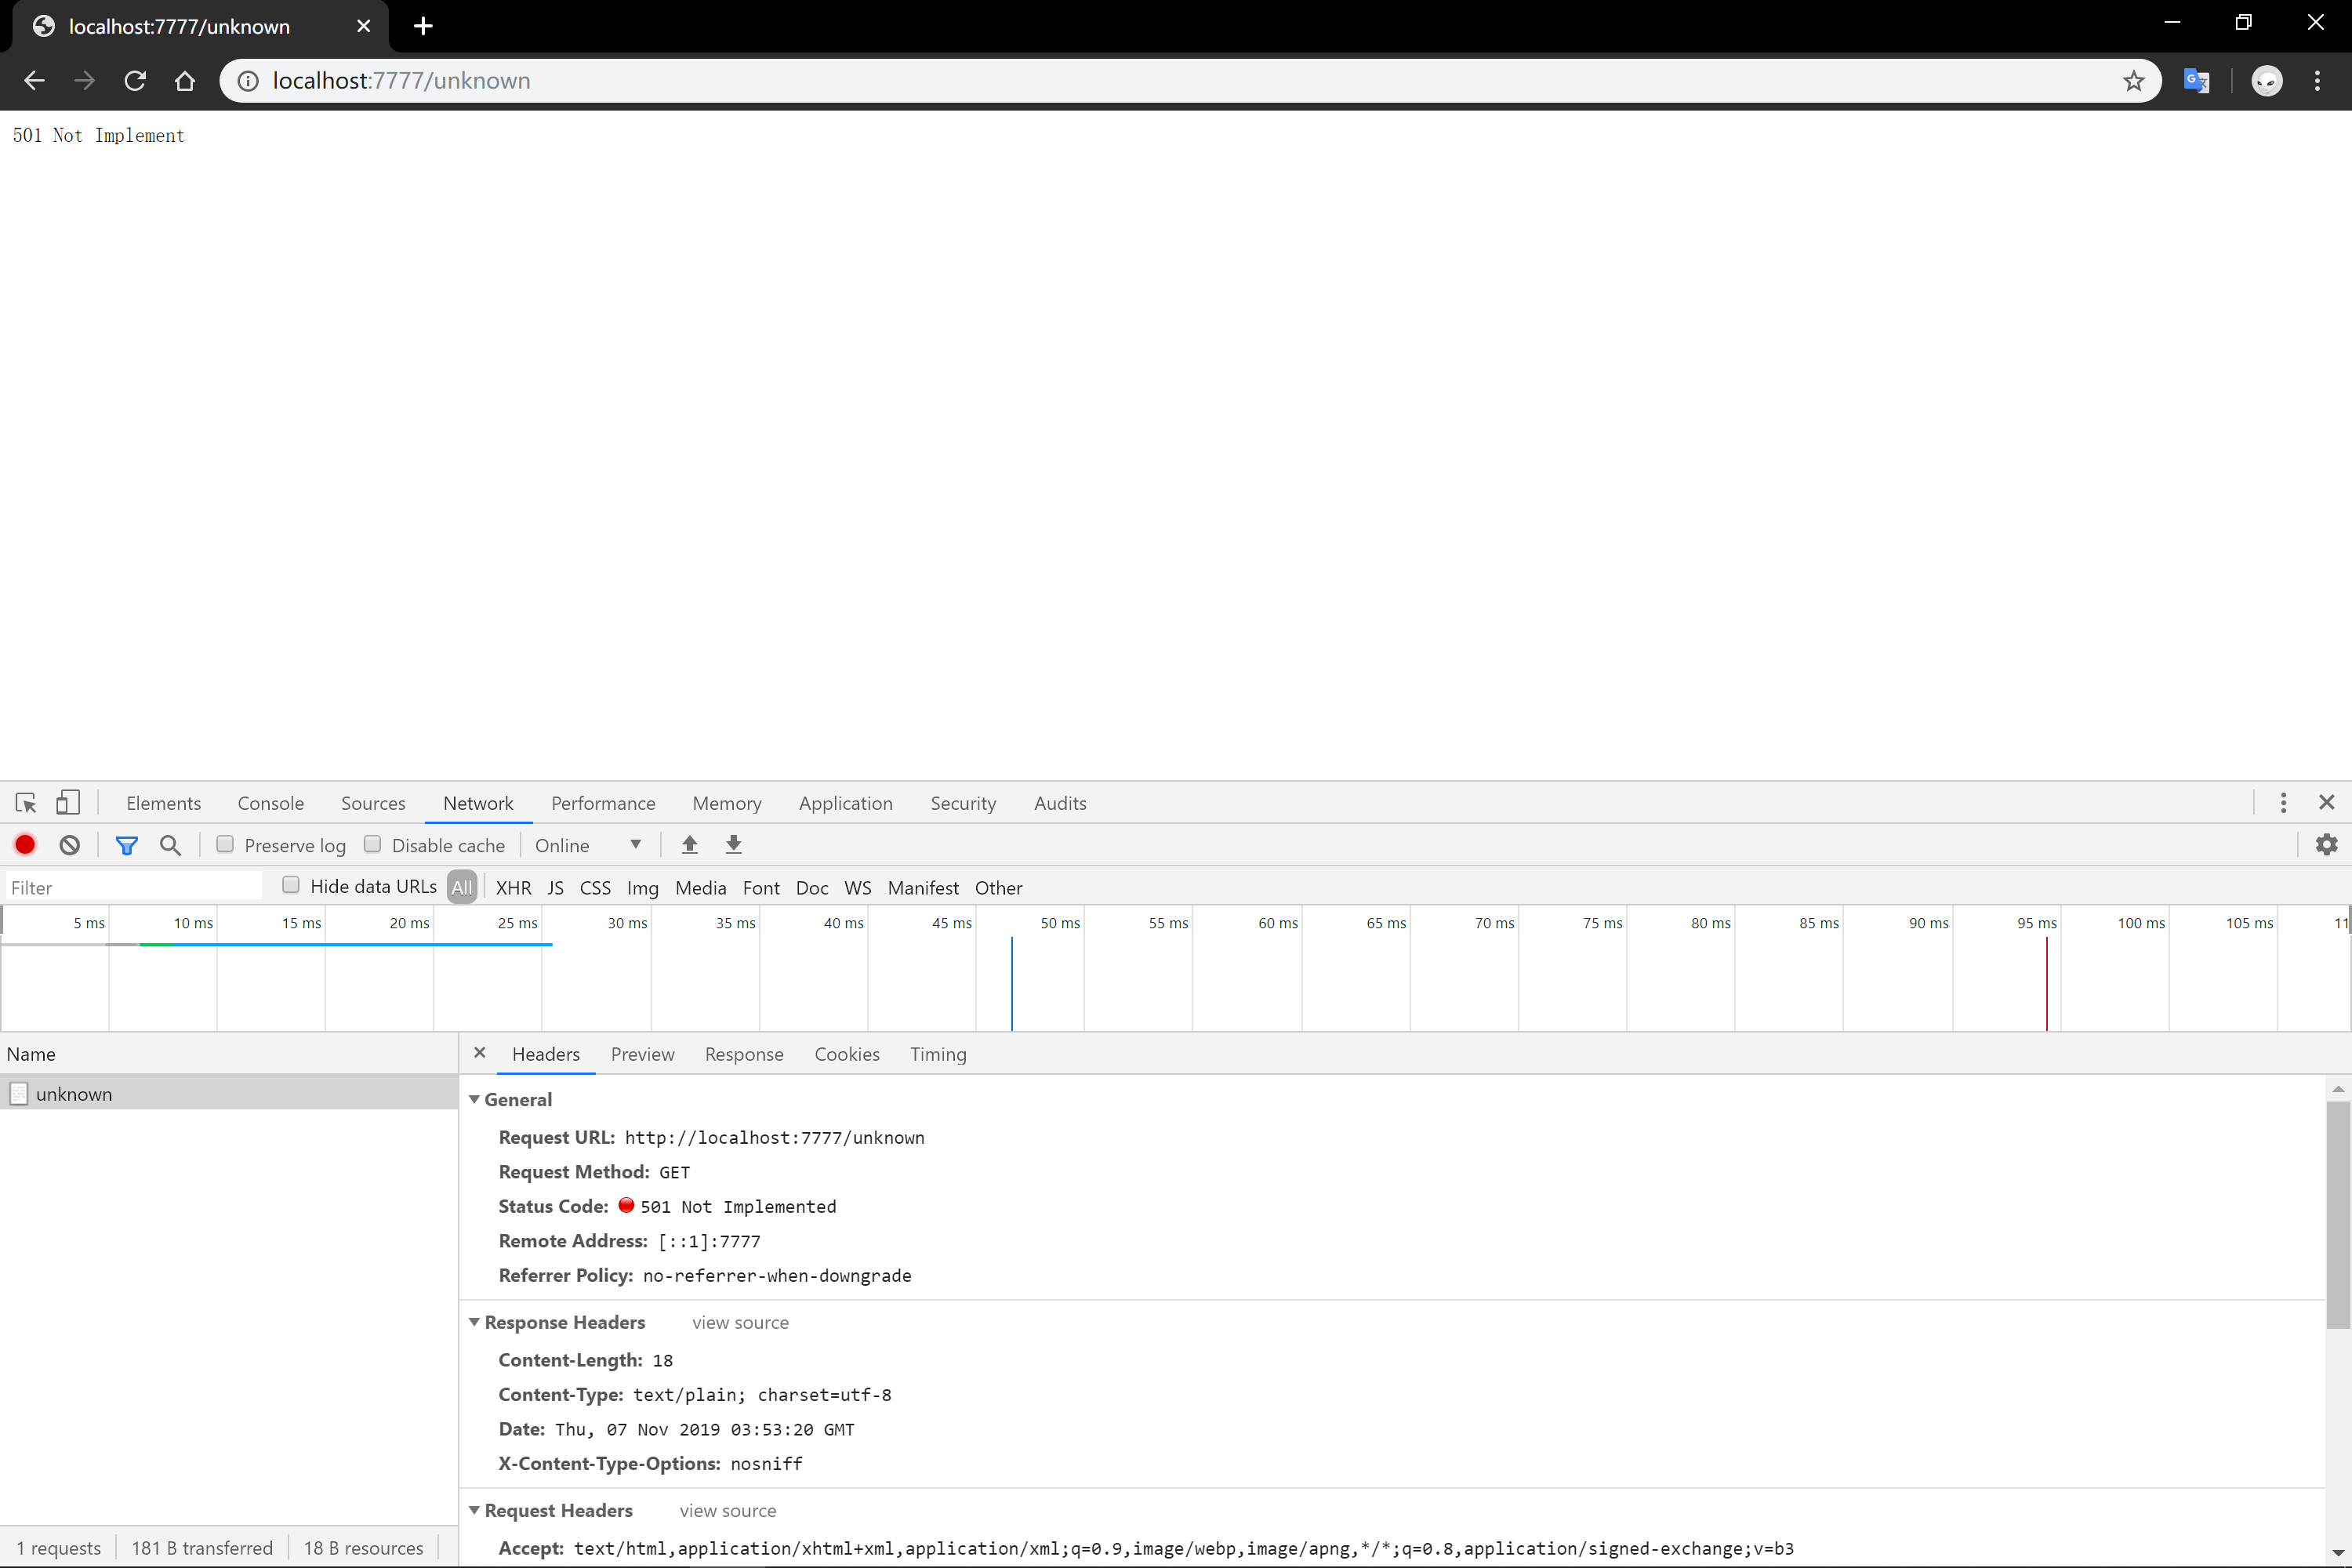 localhost:7777/unknown
localhost:7777/unknown
501 Not Implement
Elements Console Sources Network Performance Memory Application Security Audits
Preserve log Disable cache Online
Filter Hide data URLs All XHR JS CSS Img Media Font Doc WS Manifest Other
5 ms 10 ms 15 ms 20 ms 25 ms 30 ms 35 ms 40 ms 45 ms 50 ms 55 ms 60 ms 65 ms 70 ms 75 ms 80 ms 85 ms 90 ms 95 ms 100 ms 105 ms 11
Name
unknown
Headers Preview Response Cookies Timing
General
Request URL: http://localhost:7777/unknown
Request Method: GET
Status Code: 501 Not Implemented
Remote Address: [::1]:7777
Referrer Policy: no-referrer-when-downgrade
Response Headers view source
Content-Length: 18
Content-Type: text/plain; charset=utf-8
Date: Thu, 07 Nov 2019 03:53:20 GMT
X-Content-Type-Options: nosniff
Request Headers view source
Accept: text/html,application/xhtml+xml,application/xml;q=0.9,image/webp,image/apng,*/*;q=0.8,application/signed-exchange;v=b3
1 requests 181 B transferred 18 B resources